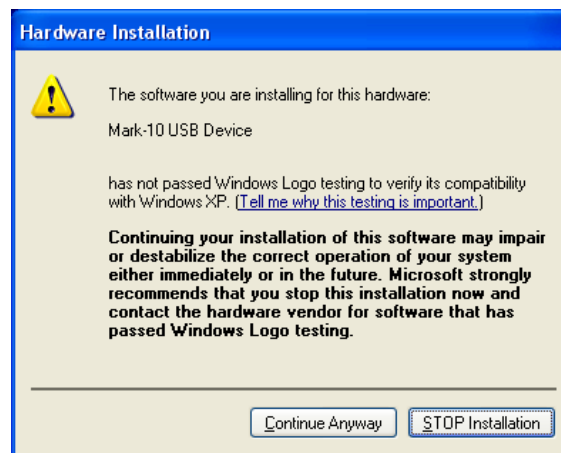 Hardware Installation
The software you are installing for this hardware:
Mark-10 USB Device
has not passed Windows Logo testing to verify its compatibility
with Windows XP. (Tell me why this testing is important.)
Continuing your installation of this software may impair
or destabilize the correct operation of your system
either immediately or in the future. Microsoft strongly
recommends that you stop this installation now and
contact the hardware vendor for software that has
passed Windows Logo testing.
Continue Anyway
STOP Installation